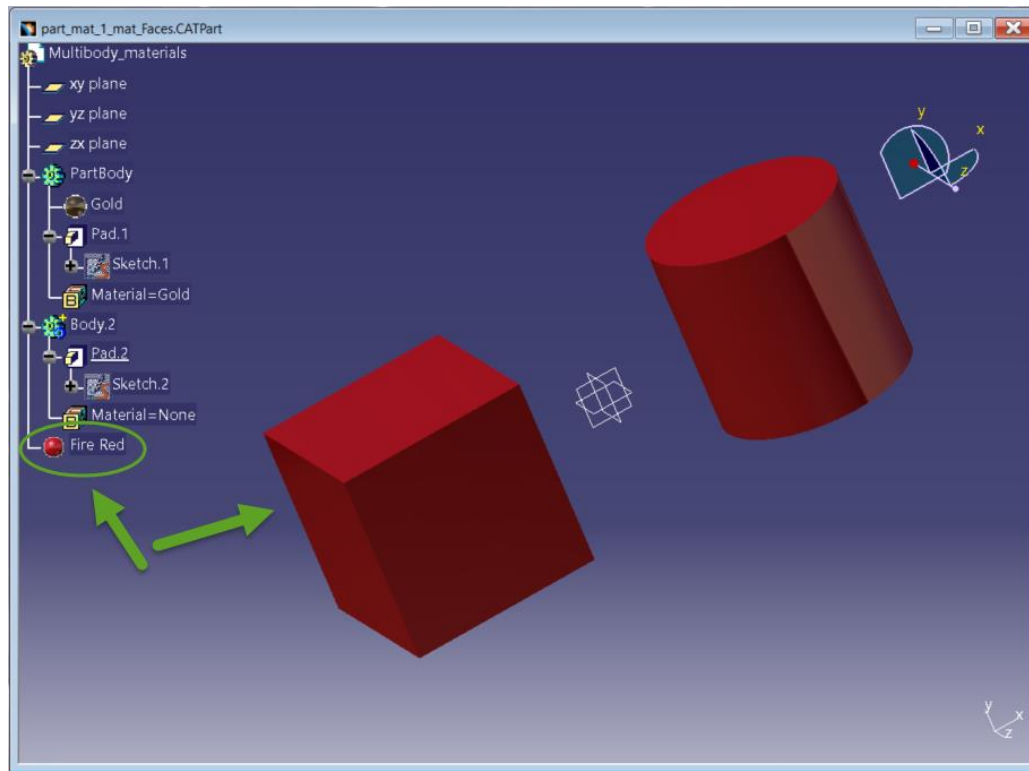 part_mat_1_mat_Faces.CATPart
Multibody_materials
xy plane
yz plane
zx plane
PartBody
Gold
Pad.1
Sketch.1
Material=Gold
Body.2
Pad.2
Sketch.2
Material=None
Fire Red
y
x
z
y
x
z